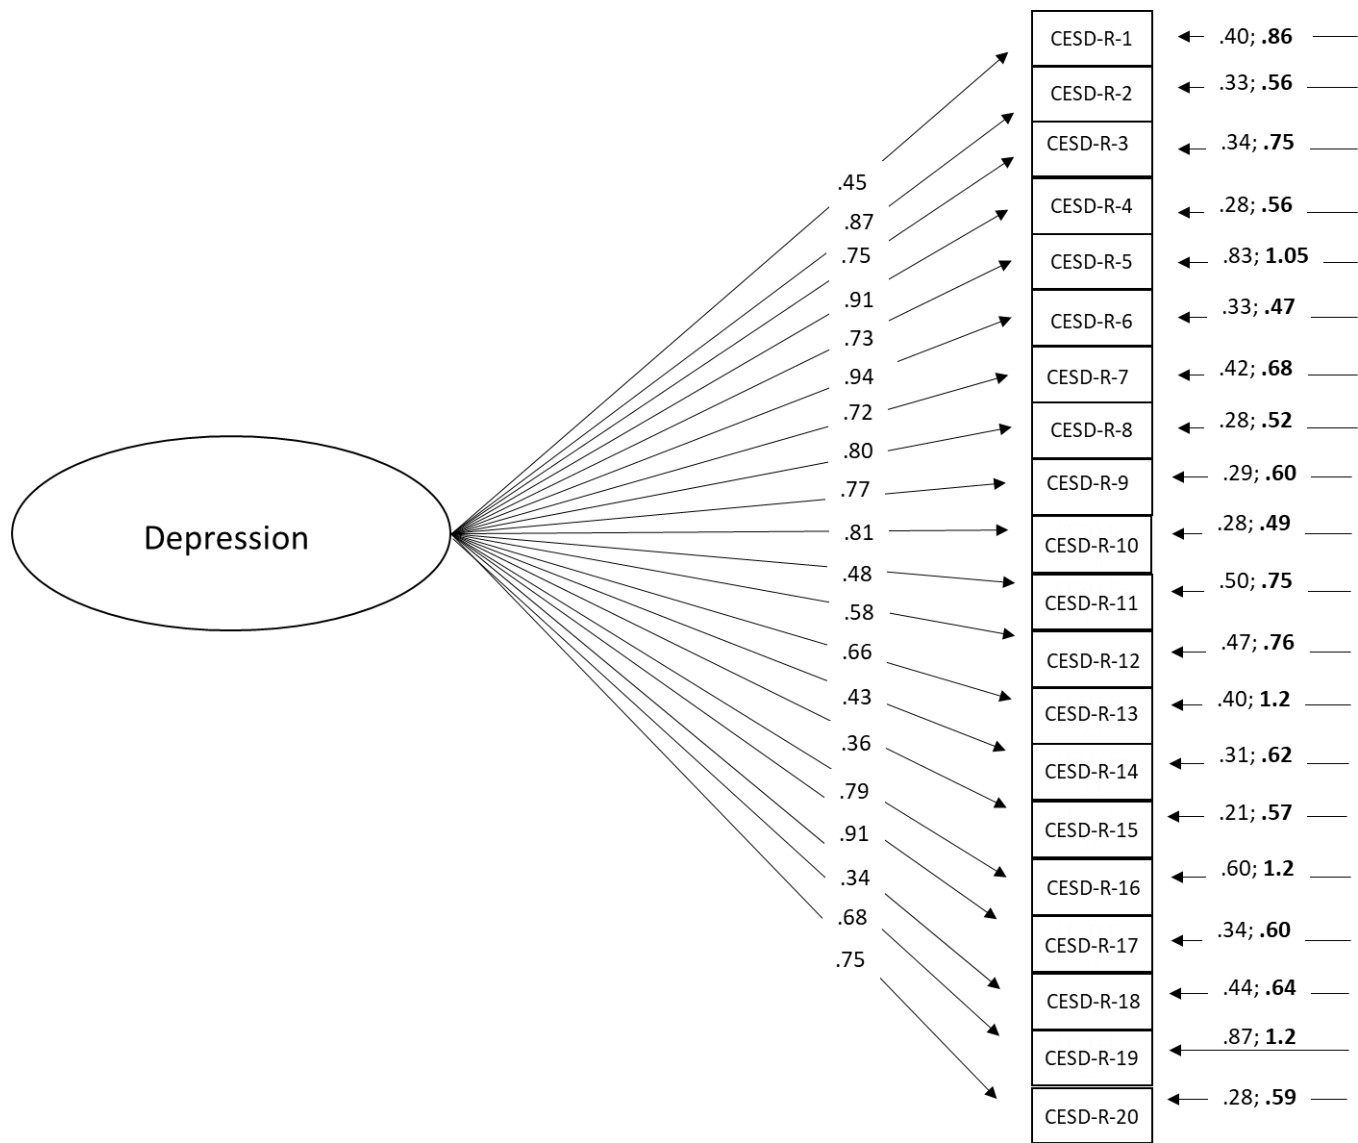 CESD-R-1
.40; .86
CESD-R-2
.33; .56
CESD-R-3
.34; .75
.45
CESD-R-4
.28; .56
.87
.75
CESD-R-5
.83; 1.05
.91
CESD-R-6
.33; .47
.73
.94
CESD-R-7
.42; .68
.72
CESD-R-8
.28; .52
.80
.77
CESD-R-9
.29; .60
Depression
.81
CESD-R-10
.28; .49
.48
CESD-R-11
.50; .75
.58
.66
CESD-R-12
.47; .76
.43
CESD-R-13
.40; 1.2
.36
CESD-R-14
.31; .62
.79
.91
CESD-R-15
.21; .57
.34
CESD-R-16
.60; 1.2
.68
CESD-R-17
.34; .60
.75
CESD-R-18
.44; .64
CESD-R-19
.87; 1.2
CESD-R-20
.28; .59